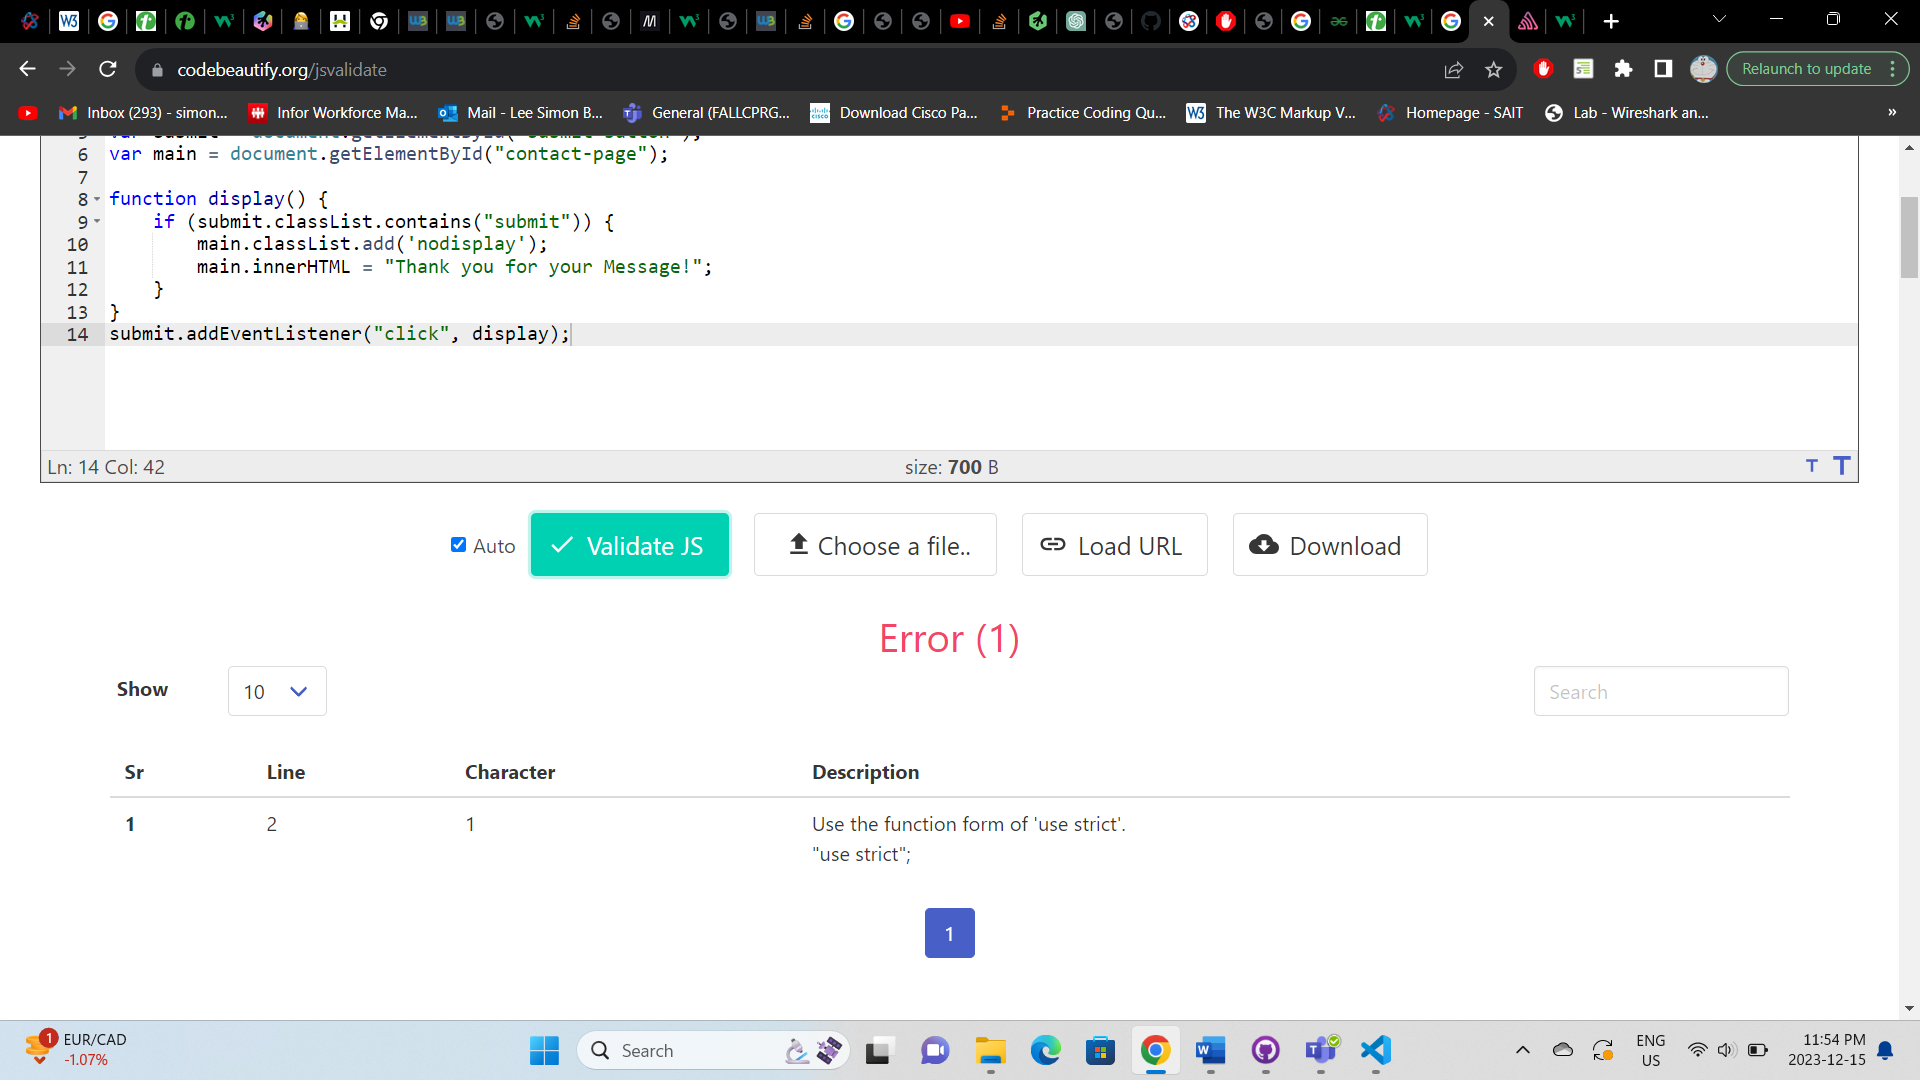 codebeautify.org/jsvalidate
Relaunch to update
Inbox (293) - simon...
Infor Workforce Ma...
Mail - Lee Simon B...
General (FALLCPRG...
Download Cisco Pa...
Practice Coding Qu...
The W3C Markup V...
Homepage - SAIT
Lab - Wireshark an...
»
6 var main = document.getElementById("contact-page");
7
8 function display() {
9 if (submit.classList.contains("submit")) {
10 main.classList.add('nodisplay');
11 main.innerHTML = "Thank you for your Message!";
12 }
13 }
14 submit.addEventListener("click", display);
Ln: 14 Col: 42
size: 700 B
T T
Auto
Validate JS
Choose a file..
Load URL
Download
Error (1)
Show
10
Search
Sr Line Character Description
1 2 1 Use the function form of 'use strict'.
"use strict";
1
1
EUR/CAD
-1.07%
Search
ENG
US
11:54 PM
2023-12-15